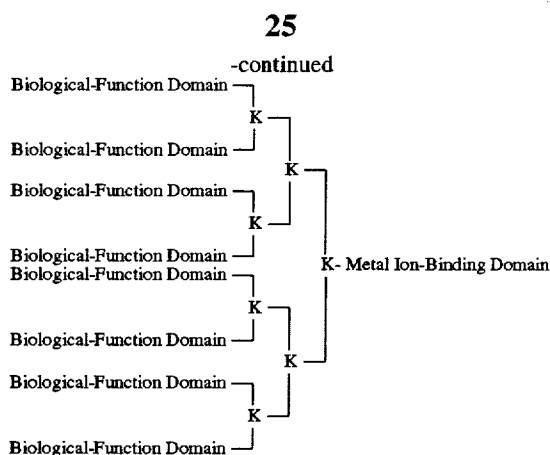 25
-continued
Biological-Function Domain
K
Biological-Function Domain
K
Biological-Function Domain
K
Biological-Function Domain
K- Metal Ion-Binding Domain
Biological-Function Domain
K
Biological-Function Domain
K
Biological-Function Domain
K
Biological-Function Domain